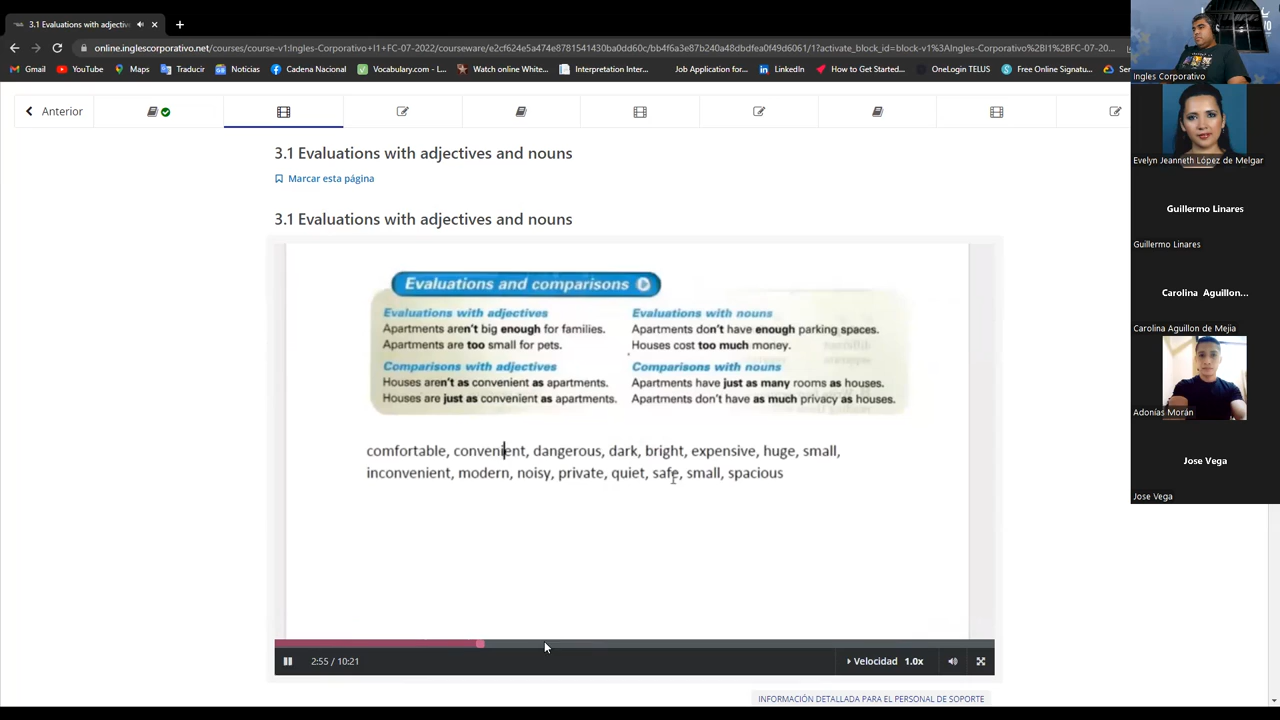 3.1 Evaluations with adjectiv
online.inglescorporativo.net/courses/course-v1:Ingles-Corporativo+I1+FC-07-2022/courseware/e2cf624e5a474e8781541430ba0dd60c/bb4f6a3e87b240a48dbdfea0f49d6061/1?activate_block_id=block-v1%3AIngles-Corporativo%2BI1%2BFC-07-20...
Gmail YouTube Maps Traducir Noticias Cadena Nacional Vocabulary.com - L... Watch online White... Interpretation Inter... Job Application for... LinkedIn How to Get Started... OneLogin TELUS Free Online Signatu... Ser
Anterior
3.1 Evaluations with adjectives and nouns
Marcar esta página
3.1 Evaluations with adjectives and nouns
Evaluations and comparisons
Evaluations with adjectives
Apartments aren't big enough for families.
Apartments are too small for pets.
Comparisons with adjectives
Houses aren't as convenient as apartments.
Houses are just as convenient as apartments.
Evaluations with nouns
Apartments don't have enough parking spaces.
Houses cost too much money.
Comparisons with nouns
Apartments have just as many rooms as houses.
Apartments don't have as much privacy as houses.
comfortable, convenient, dangerous, dark, bright, expensive, huge, small,
inconvenient, modern, noisy, private, quiet, safe, small, spacious
2:55 / 10:21
Velocidad 1.0x
INFORMACIÓN DETALLADA PARA EL PERSONAL DE SOPORTE
Ingles Corporativo
Evelyn Jeanneth López de Melgar
Guillermo Linares
Guillermo Linares
Carolina Aguillon...
Carolina Aguillon de Mejia
Adonías Morán
Jose Vega
Jose Vega